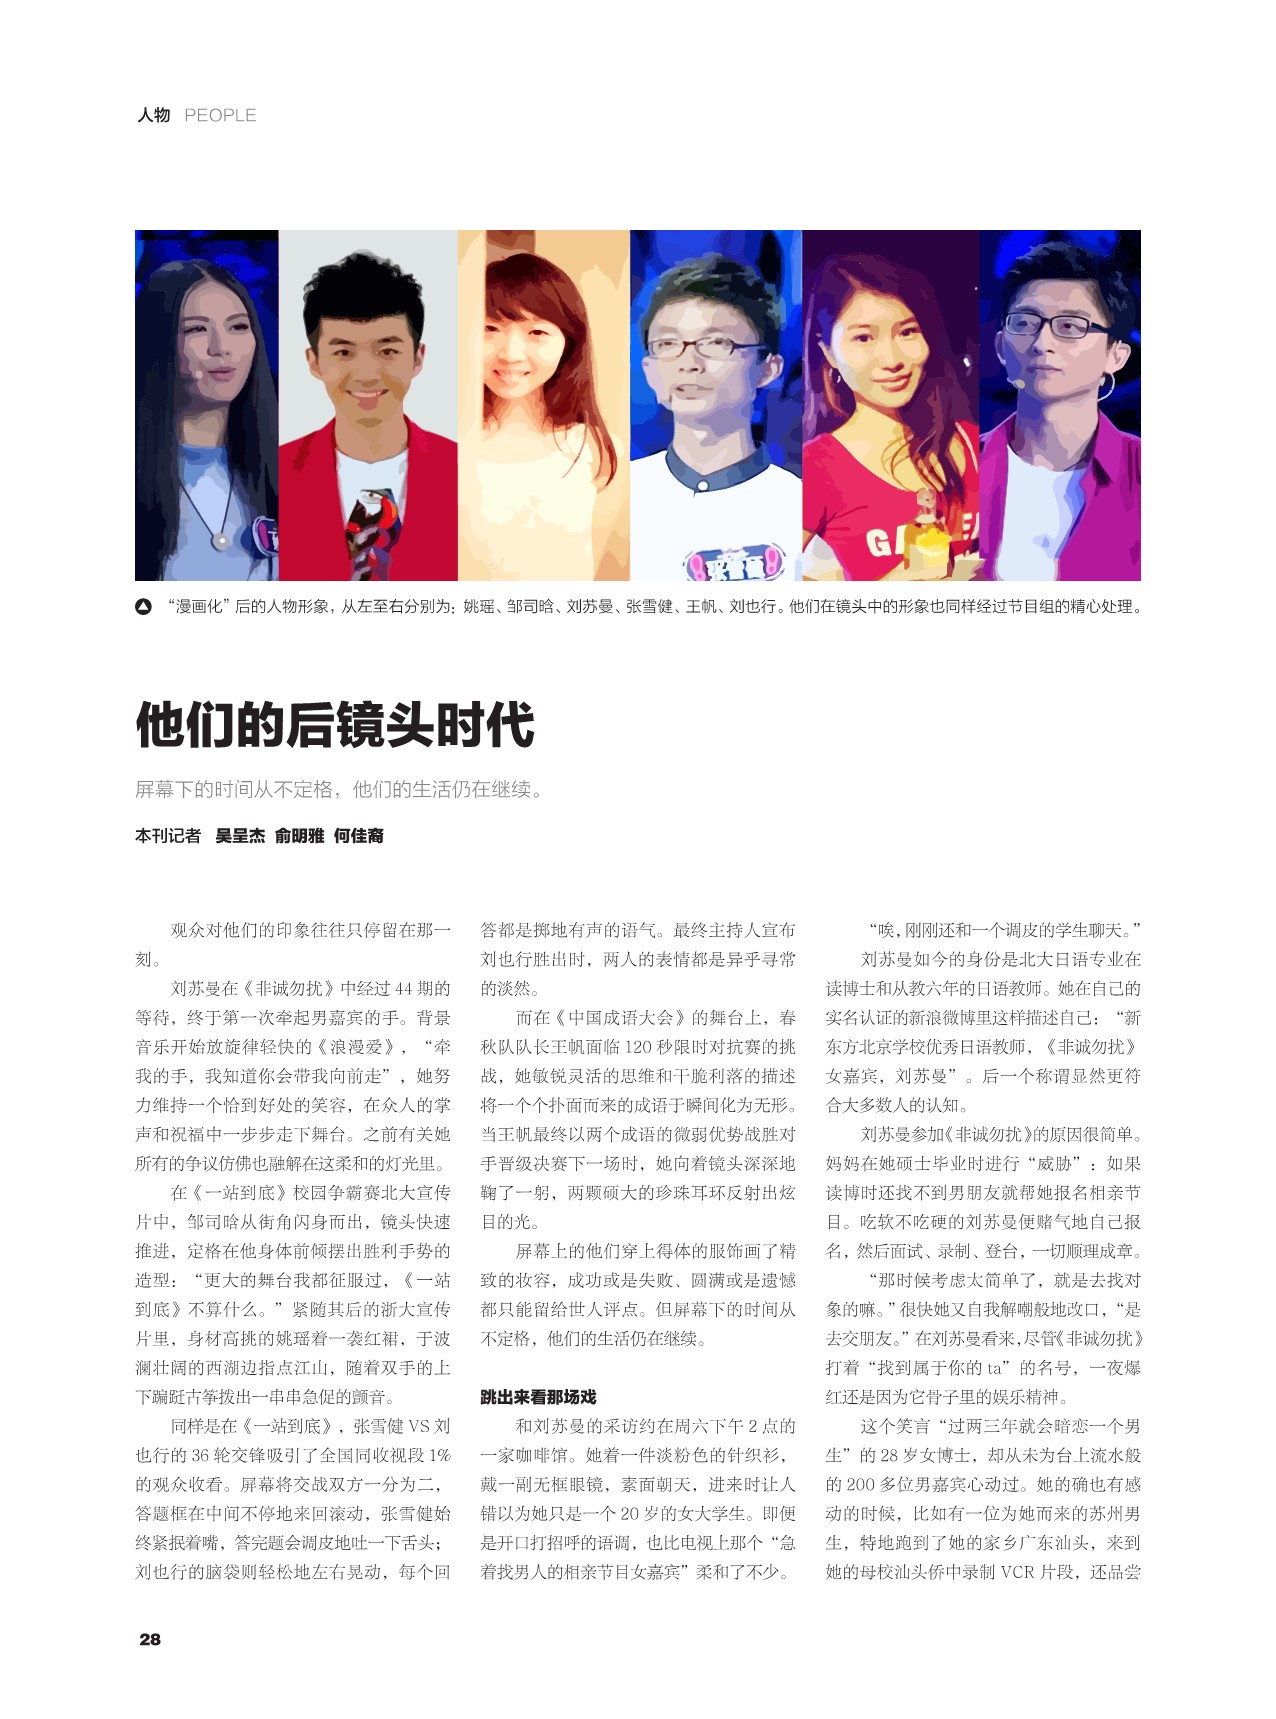 人物 PEOPLE
GA EA
张雪健
“漫画化”后的人物形象，从左至右分别为：姚瑶、邹司晗、刘苏曼、张雪健、王帆、刘也行。他们在镜头中的形象也同样经过节目组的精心处理。
他们的后镜头时代
屏幕下的时间从不定格，他们的生活仍在继续。
本刊记者 吴呈杰 俞明雅 何佳裔
观众对他们的印象往往只停留在那一
刻。
刘苏曼在《非诚勿扰》中经过 44 期的
等待，终于第一次牵起男嘉宾的手。背景
音乐开始放旋律轻快的《浪漫爱》，“牵
我的手，我知道你会带我向前走”，她努
力维持一个恰到好处的笑容，在众人的掌
声和祝福中一步步走下舞台。之前有关她
所有的争议仿佛也融解在这柔和的灯光里。
在《一站到底》校园争霸赛北大宣传
片中，邹司晗从街角闪身而出，镜头快速
推进，定格在他身体前倾摆出胜利手势的
造型：“更大的舞台我都征服过，《一站
到底》不算什么。”紧随其后的浙大宣传
片里，身材高挑的姚瑶着一袭红裙，于波
澜壮阔的西湖边指点江山，随着双手的上
下蹁跹古筝拨出一串串急促的颤音。
同样是在《一站到底》，张雪健 VS 刘
也行的 36 轮交锋吸引了全国同收视段 1%
的观众收看。屏幕将交战双方一分为二，
答题框在中间不停地来回滚动，张雪健始
终紧抿着嘴，答完题会调皮地吐一下舌头；
刘也行的脑袋则轻松地左右晃动，每个回
答都是掷地有声的语气。最终主持人宣布
刘也行胜出时，两人的表情都是异乎寻常
的淡然。
而在《中国成语大会》的舞台上，春
秋队队长王帆面临 120 秒限时对抗赛的挑
战，她敏锐灵活的思维和干脆利落的描述
将一个个扑面而来的成语于瞬间化为无形。
当王帆最终以两个成语的微弱优势战胜对
手晋级决赛下一场时，她向着镜头深深地
鞠了一躬，两颗硕大的珍珠耳环反射出炫
目的光。
屏幕上的他们穿上得体的服饰画了精
致的妆容，成功或是失败、圆满或是遗憾
都只能留给世人评点。但屏幕下的时间从
不定格，他们的生活仍在继续。
跳出来看那场戏
和刘苏曼的采访约在周六下午 2 点的
一家咖啡馆。她着一件淡粉色的针织衫，
戴一副无框眼镜，素面朝天，进来时让人
错以为她只是一个 20 岁的女大学生。即便
是开口打招呼的语调，也比电视上那个“急
着找男人的相亲节目女嘉宾”柔和了不少。
“唉，刚刚还和一个调皮的学生聊天。”
刘苏曼如今的身份是北大日语专业在
读博士和从教六年的日语教师。她在自己的
实名认证的新浪微博里这样描述自己：“新
东方北京学校优秀日语教师，《非诚勿扰》
女嘉宾，刘苏曼”。后一个称谓显然更符
合大多数人的认知。
刘苏曼参加《非诚勿扰》的原因很简单。
妈妈在她硕士毕业时进行“威胁”：如果
读博时还找不到男朋友就帮她报名相亲节
目。吃软不吃硬的刘苏曼便赌气地自己报
名，然后面试、录制、登台，一切顺理成章。
“那时候考虑太简单了，就是去找对
象的嘛。”很快她又自我解嘲般地改口，“是
去交朋友。”在刘苏曼看来，尽管《非诚勿扰》
打着“找到属于你的 ta”的名号，一夜爆
红还是因为它骨子里的娱乐精神。
这个笑言“过两三年就会暗恋一个男
生”的 28 岁女博士，却从未为台上流水般
的 200 多位男嘉宾心动过。她的确也有感
动的时候，比如有一位为她而来的苏州男
生，特地跑到了她的家乡广东汕头，来到
她的母校汕头侨中录制 VCR 片段，还品尝
28